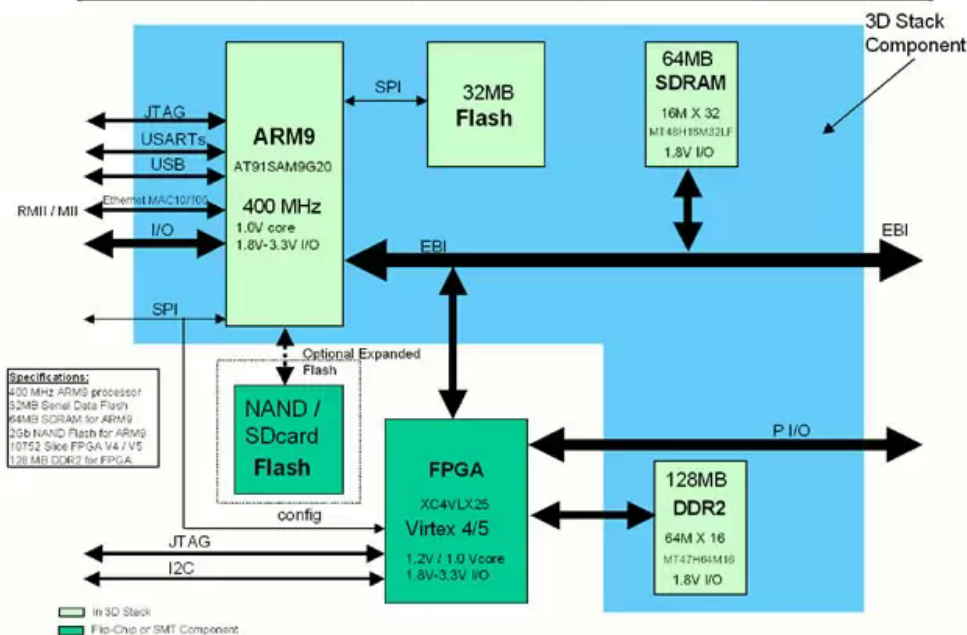 3D Stack
Component
ARM9
AT91SAM9G20
400 MHz
1.0V core
1.8V-3.3V I/O
SPI
32MB
Flash
64MB
SDRAM
16M X 32
MT48H16M32LF
1.8V I/O
JTAG
USARTs
USB
Ethernet MAC10/100
RMII / MII
I/O
EBI
EBI
SPI
Optional Expanded
Flash
NAND /
SDcard
Flash
Specifications:
400 MHz ARM9 processor
32MB Serial Data Flash
64MB SDRAM for ARM9
2Gb NAND Flash for ARM9
10752 Slice FPGA V4 / V5
128 MB DDR2 for FPGA
FPGA
XC4VLX25
Virtex 4/5
1.2V / 1.0 Vcore
1.8V-3.3V I/O
P I/O
128MB
DDR2
64M X 16
MT47H64M16
1.8V I/O
config
JTAG
I2C
In 3D Stack
Flip-Chip or SMT Component